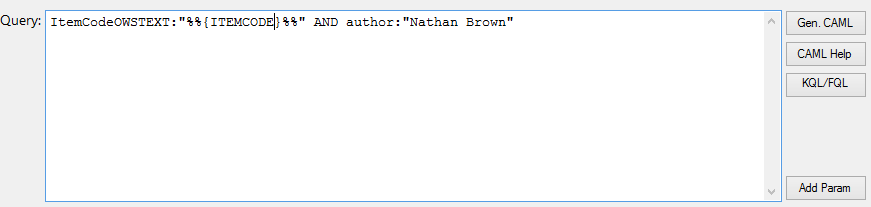 Query:
ItemCodeOWSTEXT:"%%{ITEMCODE}%%" AND author:"Nathan Brown"
Gen. CAML
CAML Help
KQL/FQL
Add Param